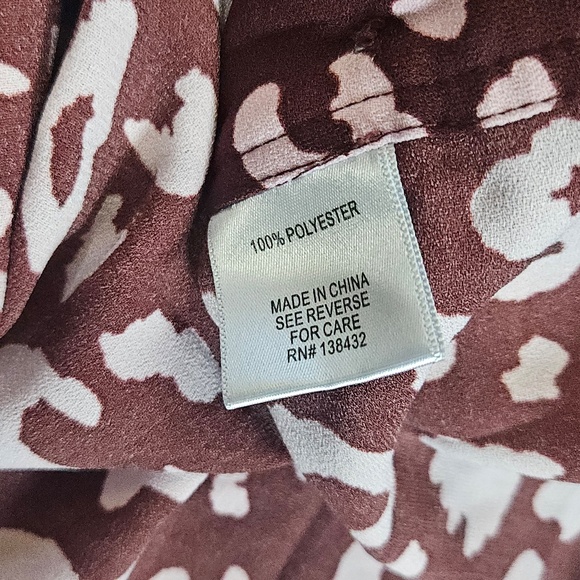 100% POLYESTER
MADE IN CHINA
SEE REVERSE
FOR CARE
RN# 138432